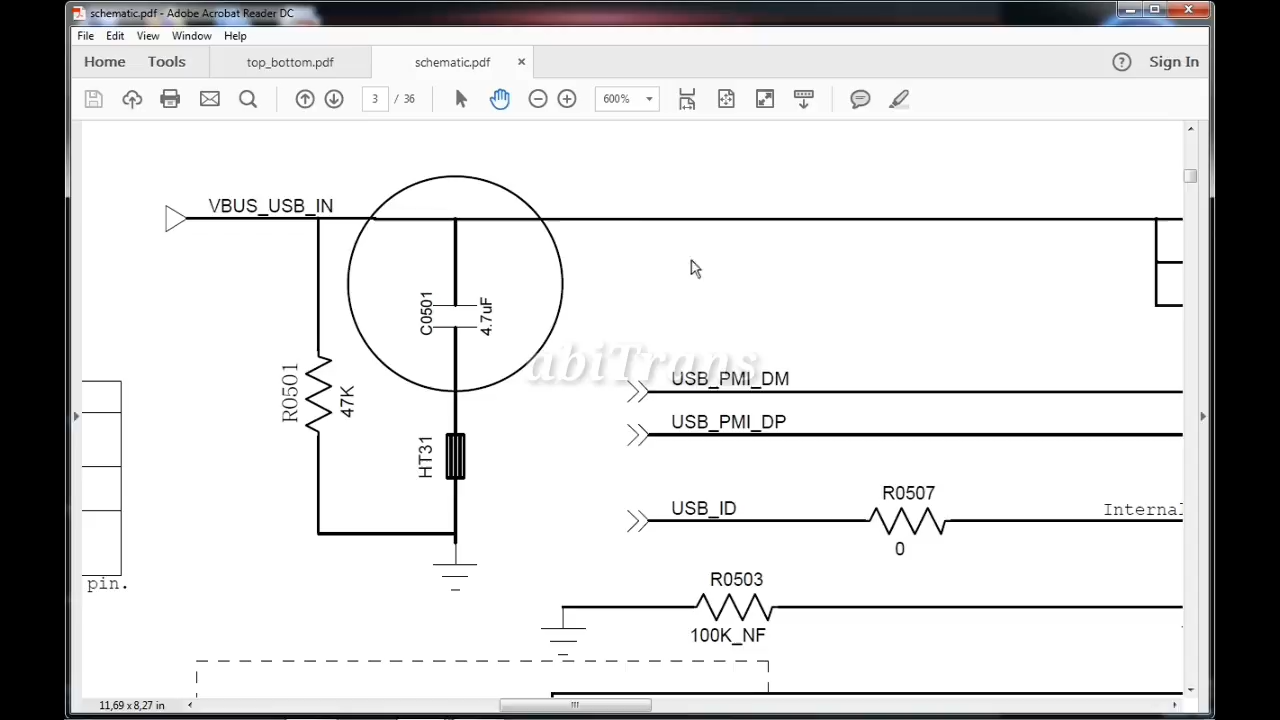 schematic.pdf - Adobe Acrobat Reader DC
File Edit View Window Help
Home Tools top_bottom.pdf schematic.pdf × ? Sign In
3 / 36 600%
VBUS_USB_IN
C0501
4.7uF
abiTrans
R0501
47K
USB_PMI_DM
USB_PMI_DP
HT31
R0507
USB_ID
Internal
0
R0503
pin.
100K_NF
11,69 x 8,27 in